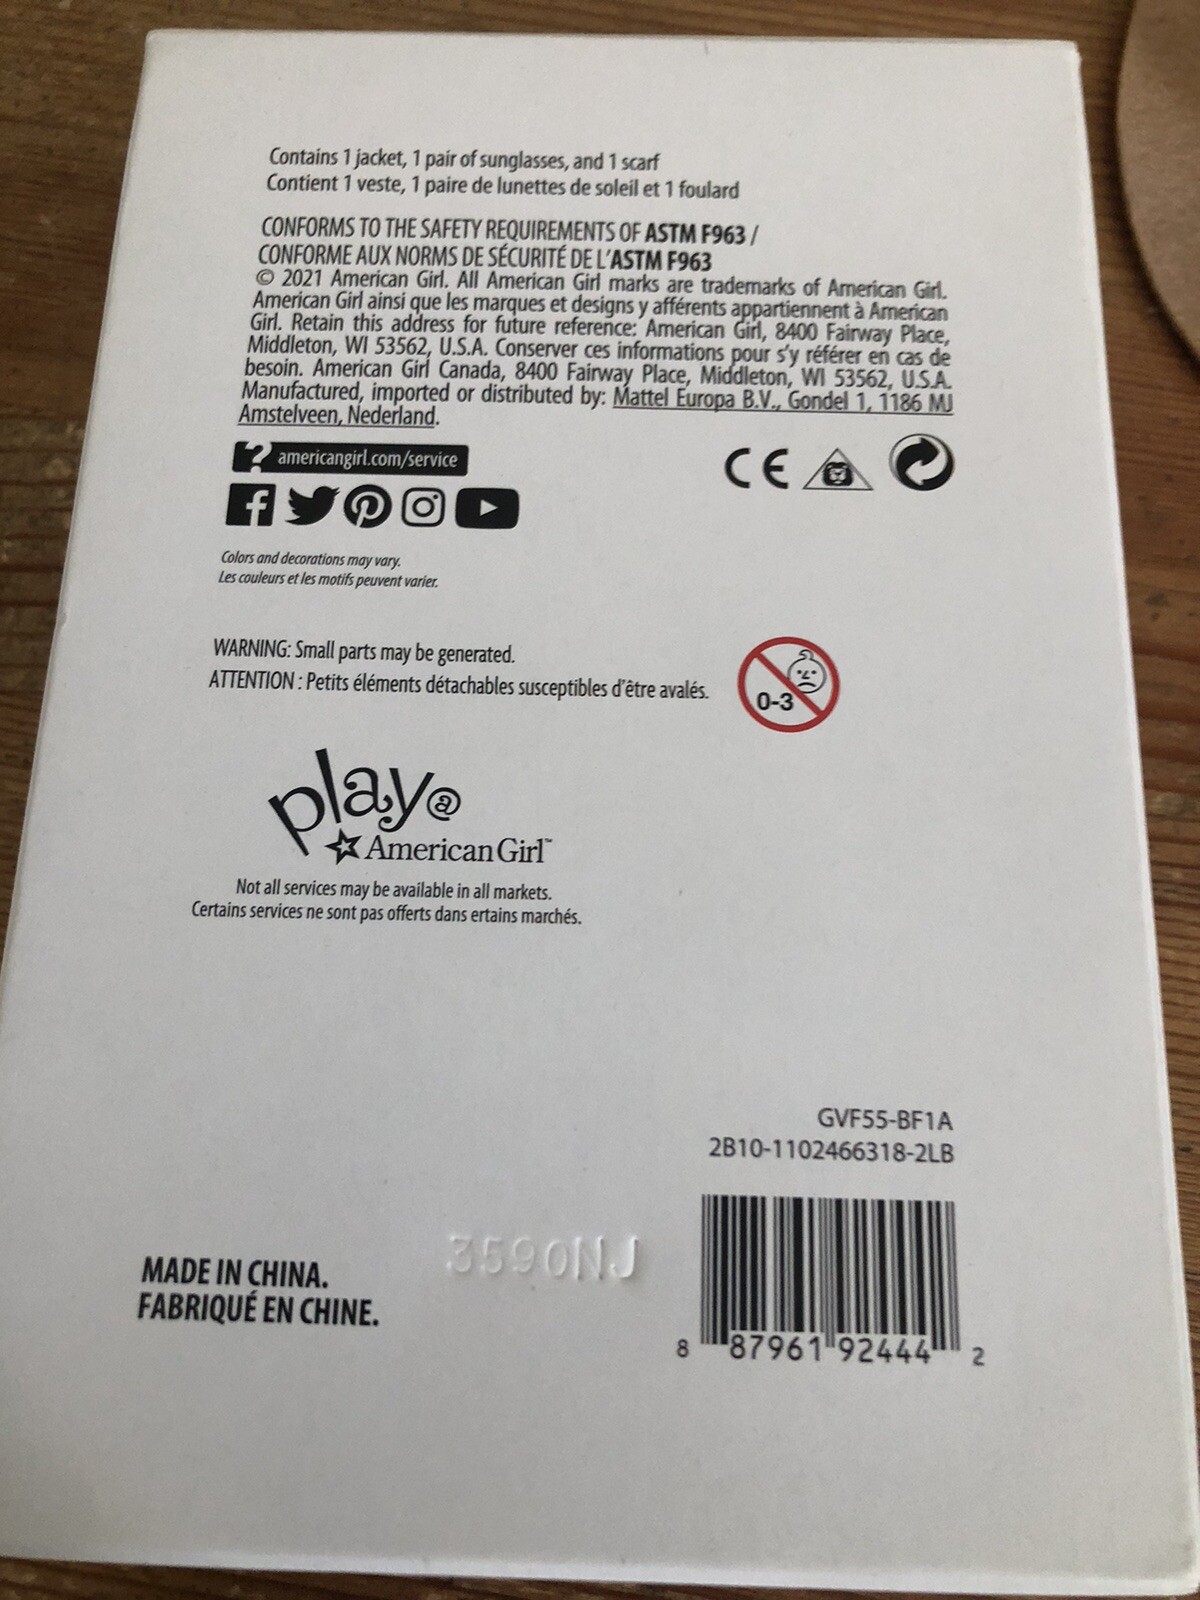 Contains 1 jacket, 1 pair of sunglasses, and 1 scarf
Contient 1 veste, 1 paire de lunettes de soleil et 1 foulard
CONFORMS TO THE SAFETY REQUIREMENTS OF ASTM F963 /
CONFORME AUX NORMS DE SÉCURITÉ DE L'ASTM F963
© 2021 American Girl. All American Girl marks are trademarks of American Girl.
American Girl ainsi que les marques et designs y afférents appartiennent à American
Girl. Retain this address for future reference: American Girl, 8400 Fairway Place,
Middleton, WI 53562, U.S.A. Conserver ces informations pour s'y référer en cas de
besoin. American Girl Canada, 8400 Fairway Place, Middleton, WI 53562, U.S.A.
Manufactured, imported or distributed by: Mattel Europa B.V., Gondel 1, 1186 MJ
Amstelveen, Nederland.
? americangirl.com/service
CE
Colors and decorations may vary.
Les couleurs et les motifs peuvent varier.
WARNING: Small parts may be generated.
ATTENTION : Petits éléments détachables susceptibles d'être avalés.
0-3
play@
American Girl™
Not all services may be available in all markets.
Certains services ne sont pas offerts dans ertains marchés.
GVF55-BF1A
2B10-1102466318-2LB
3590NJ
MADE IN CHINA.
FABRIQUÉ EN CHINE.
8 87961 92444 2